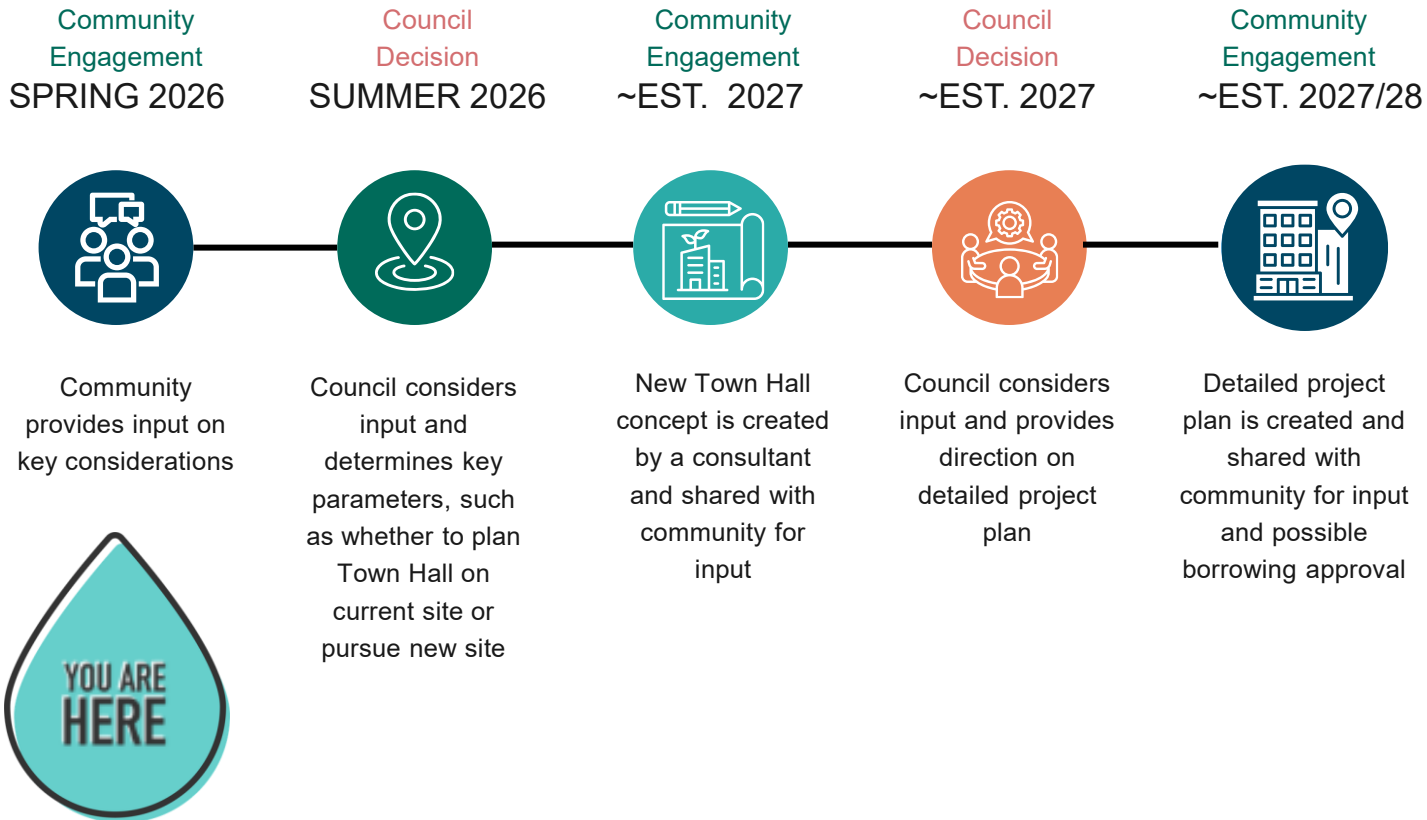 Community
Engagement
SPRING 2026
Council
Decision
SUMMER 2026
Community
Engagement
~EST. 2027
Council
Decision
~EST. 2027
Community
Engagement
~EST. 2027/28
Community
provides input on
key considerations
Council considers
input and
determines key
parameters, such
as whether to plan
Town Hall on
current site or
pursue new site
New Town Hall
concept is created
by a consultant
and shared with
community for
input
Council considers
input and provides
direction on
detailed project
plan
Detailed project
plan is created and
shared with
community for input
and possible
borrowing approval
YOU ARE
HERE